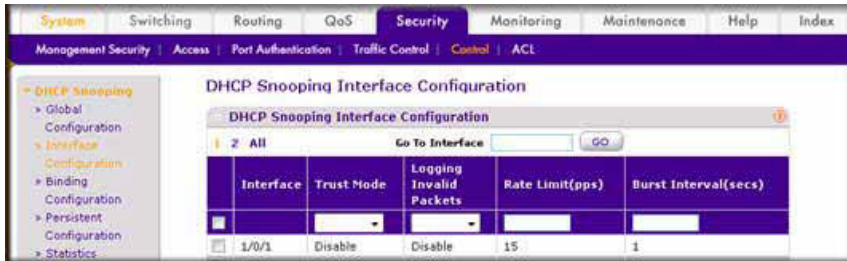 System Switching Routing QoS Security Monitoring Maintenance Help Index
Management Security | Access | Port Authentication | Traffic Control | Control | ACL
DHCP Snooping
Global
Configuration
Interface
Configuration
Binding
Configuration
Persistent
Configuration
Statistics
DHCP Snooping Interface Configuration
DHCP Snooping Interface Configuration
1 2 All Go To Interface GO
Interface Trust Mode Logging Invalid Packets Rate Limit(pps) Burst Interval(secs)
1/0/1 Disable Disable 15 1